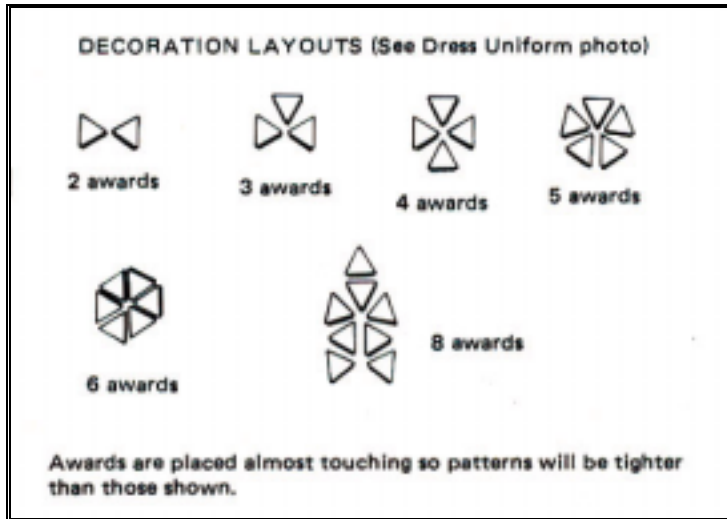 DECORATION LAYOUTS (See Dress Uniform photo)
2 awards
3 awards
4 awards
5 awards
6 awards
8 awards
Awards are placed almost touching so patterns will be tighter
than those shown.